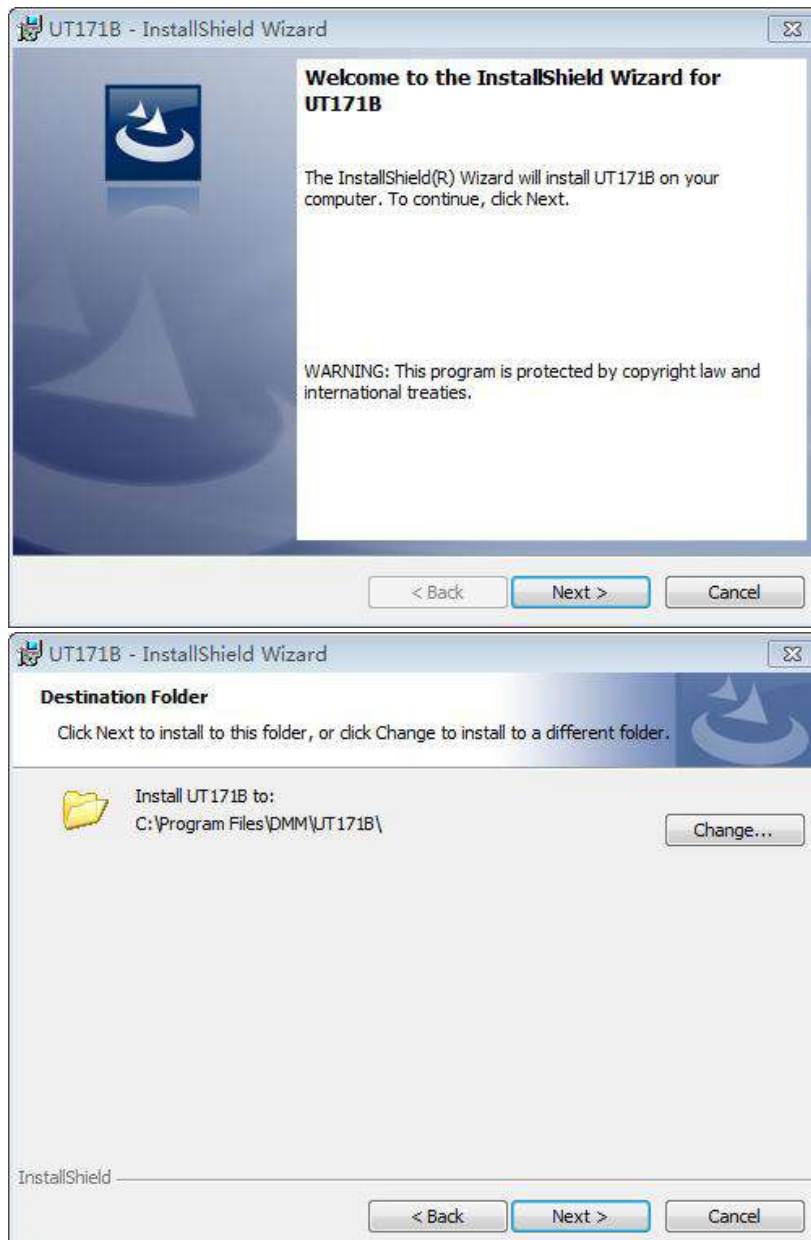 UT171B - InstallShield Wizard
Welcome to the InstallShield Wizard for
UT171B
The InstallShield(R) Wizard will install UT171B on your
computer. To continue, click Next.
WARNING: This program is protected by copyright law and
international treaties.
< Back
Next >
Cancel
UT171B - InstallShield Wizard
Destination Folder
Click Next to install to this folder, or click Change to install to a different folder.
Install UT171B to:
C:\Program Files\DMM\UT171B\
Change...
InstallShield
< Back
Next >
Cancel